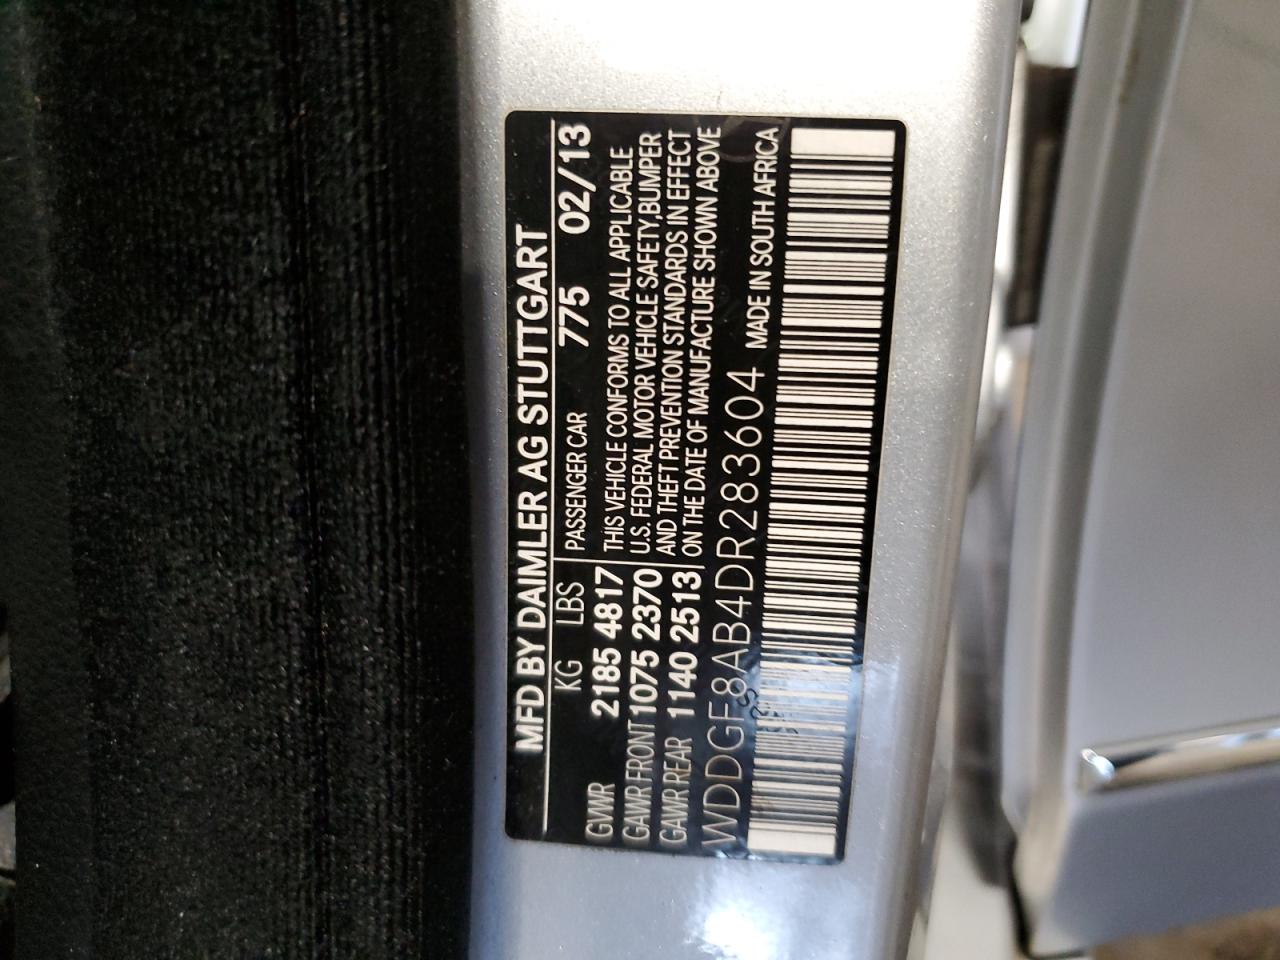 MFD BY DAIMLER AG STUTTGART
KG LBS PASSENGER CAR 775 02/13
GVWR 2185 4817 THIS VEHICLE CONFORMS TO ALL APPLICABLE
GAWR FRONT 1075 2370 U.S. FEDERAL MOTOR VEHICLE SAFETY,BUMPER
GAWR REAR 1140 2513 AND THEFT PREVENTION STANDARDS IN EFFECT
ON THE DATE OF MANUFACTURE SHOWN ABOVE
WDDGF8AB4DR283604 MADE IN SOUTH AFRICA